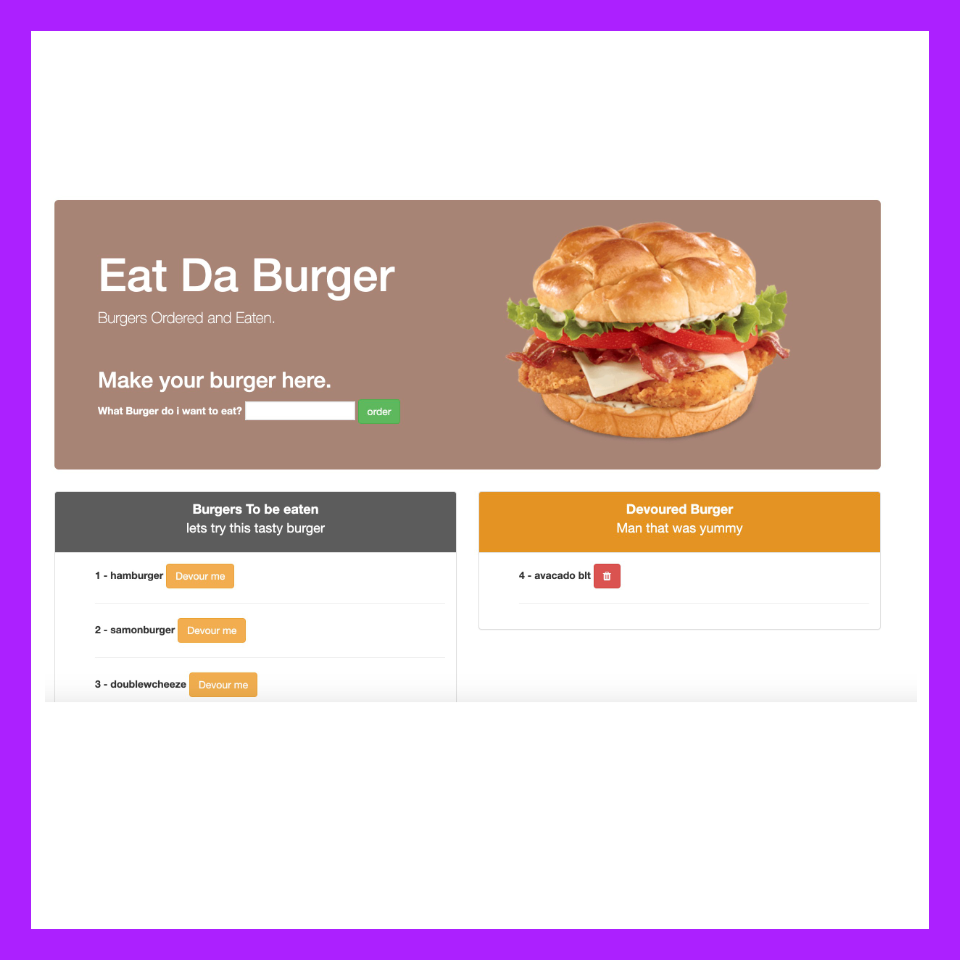 Eat Da Burger
Burgers Ordered and Eaten.
Make your burger here.
What Burger do i want to eat? order
Burgers To be eaten
lets try this tasty burger
1 - hamburger Devour me
2 - samonburger Devour me
3 - doublewcheeze Devour me
Devoured Burger
Man that was yummy
4 - avacado blt